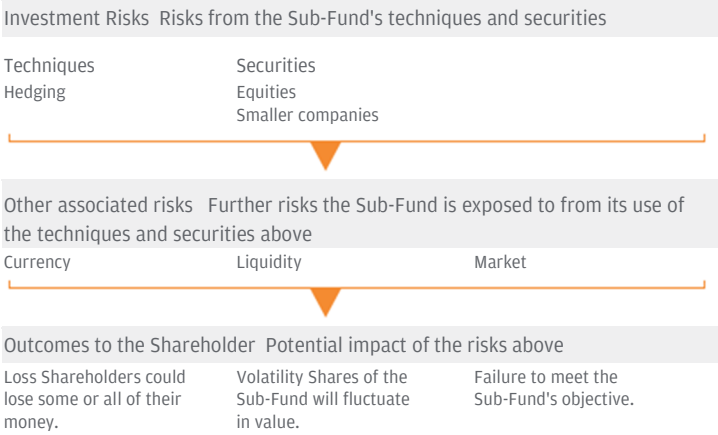 Investment Risks Risks from the Sub-Fund's techniques and securities
Techniques
Hedging
Securities
Equities
Smaller companies
Other associated risks Further risks the Sub-Fund is exposed to from its use of
the techniques and securities above
Currency
Liquidity
Market
Outcomes to the Shareholder Potential impact of the risks above
Loss Shareholders could
lose some or all of their
money.
Volatility Shares of the
Sub-Fund will fluctuate
in value.
Failure to meet the
Sub-Fund's objective.